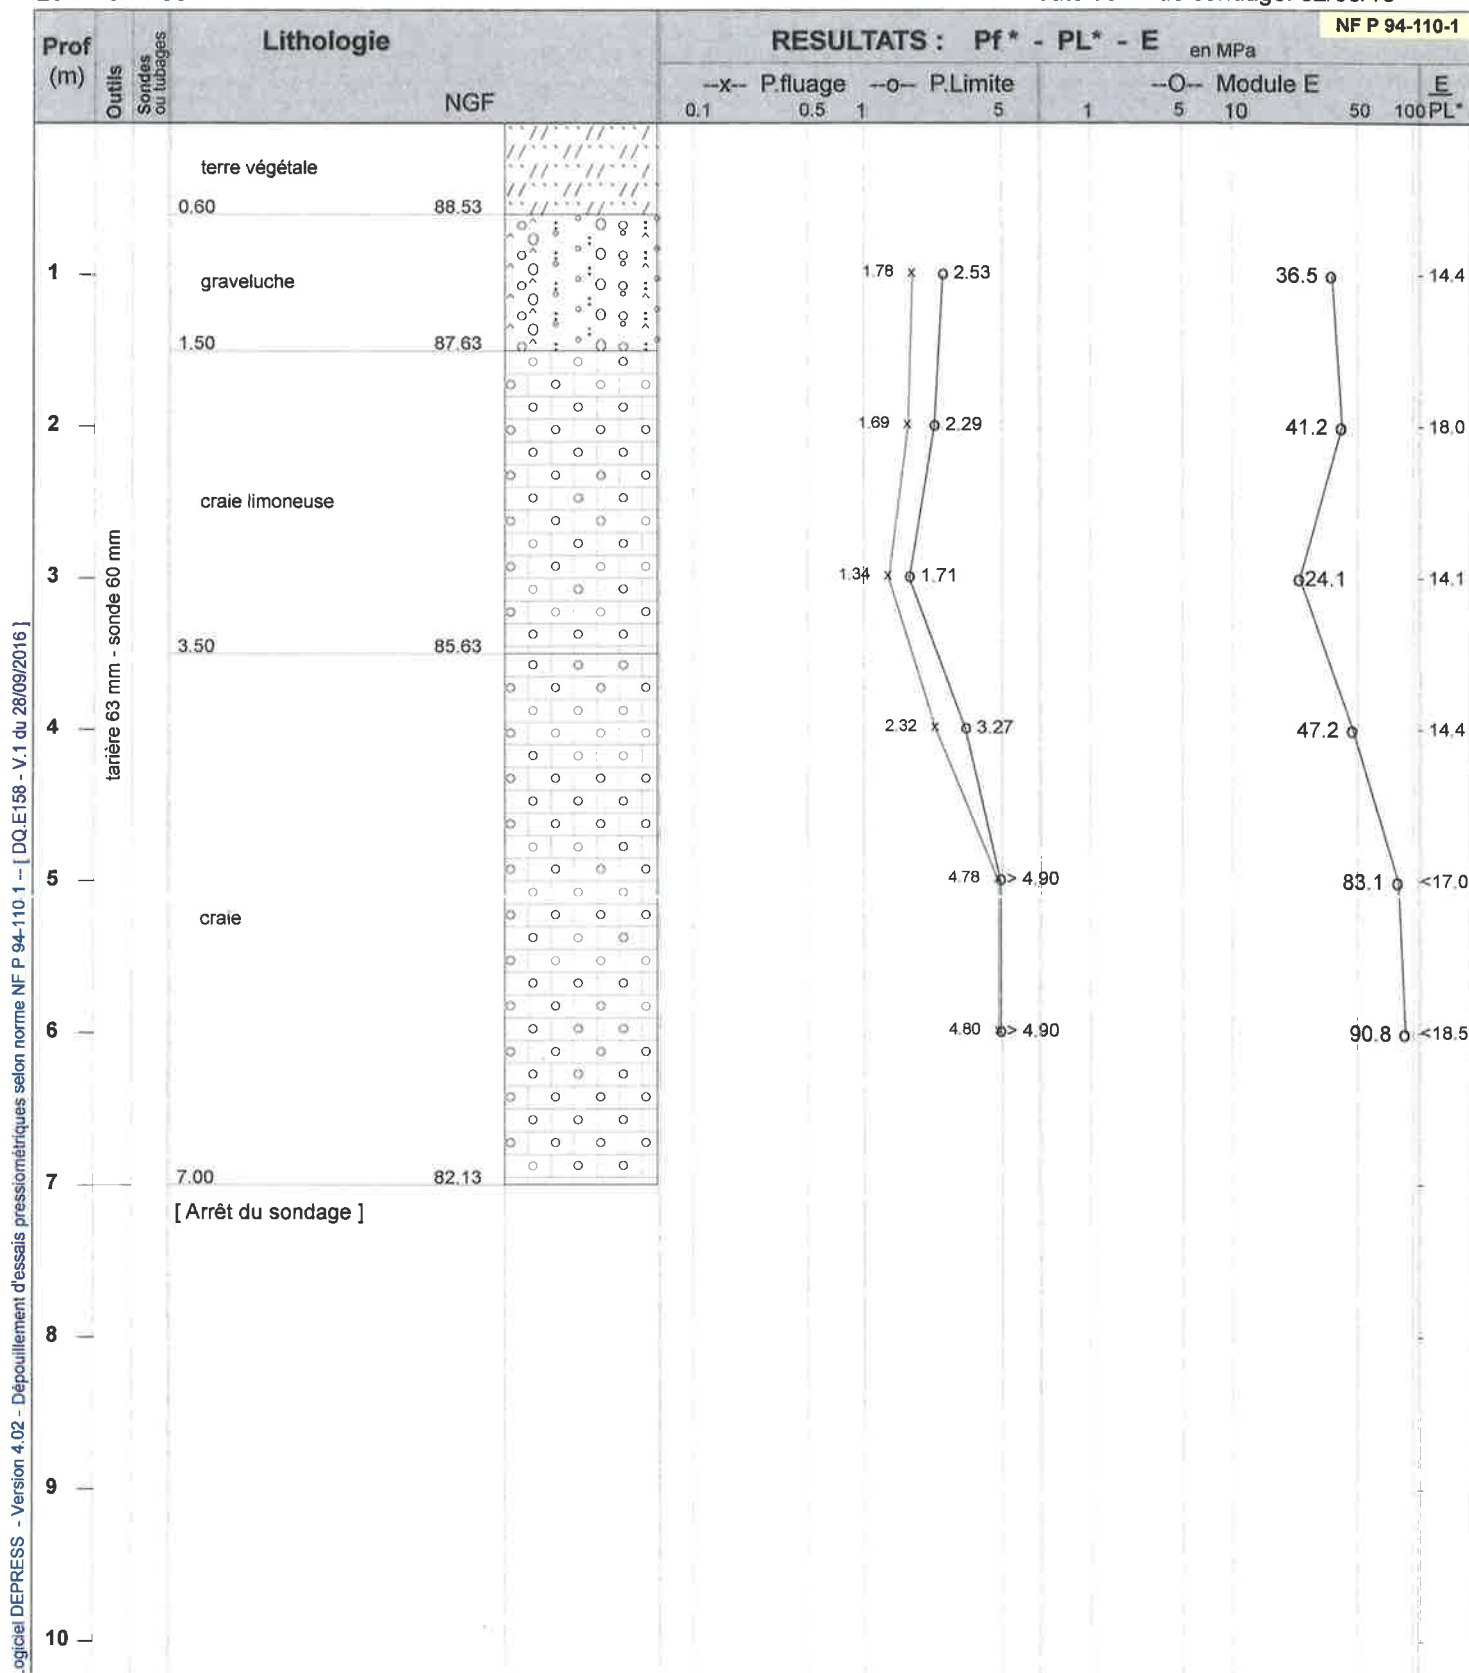 NF P 94-110-1
Prof
(m)
Outils
Sondes
ou tubages
Lithologie
NGF
RESULTATS : Pf* - PL* - E en MPa
--x-- P.fluage --o-- P.Limite
--O-- Module E
E
PL*
0.1 0.5 1 5 1 5 10 50 100
terre végétale
0.60 88.53
1 graveluche 1.78 x 2.53 36.5 14.4
1.50 87.63
2 1.69 x 2.29 41.2 18.0
craie limoneuse
3 1.34 x 1.71 24.1 14.1
3.50 85.63
4 2.32 x 3.27 47.2 14.4
5 4.78 > 4.90 83.1 <17.0
craie
6 4.80 > 4.90 90.8 <18.5
7 7.00 82.13
[ Arrêt du sondage ]
8
9
10
tarière 63 mm - sonde 60 mm
ogiciel DEPRESS - Version 4.02 - Dépouillement d'essais pressiométriques selon norme NF P 94-110-1 -- [ DQ.E158 - V.1 du 28/09/2016 ]